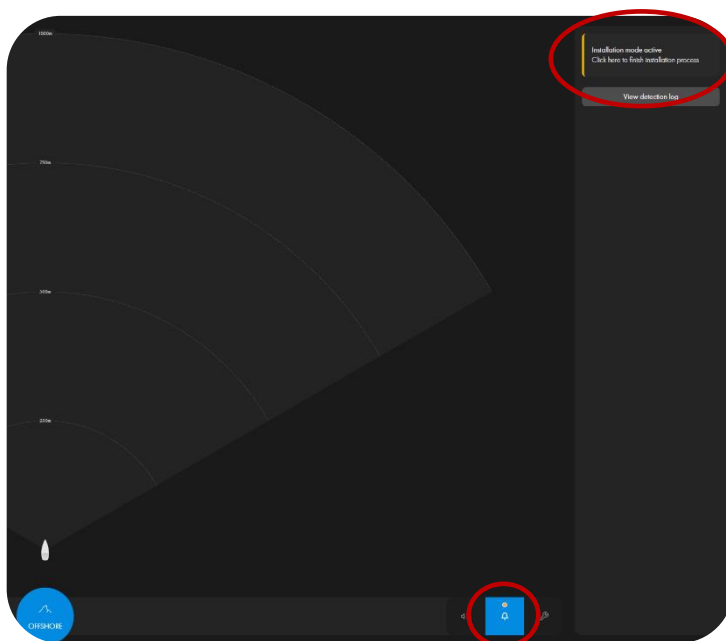 1000m
Installation mode active
Click here to finish installation process
View detection log
750m
500m
250m
OFFSHORE